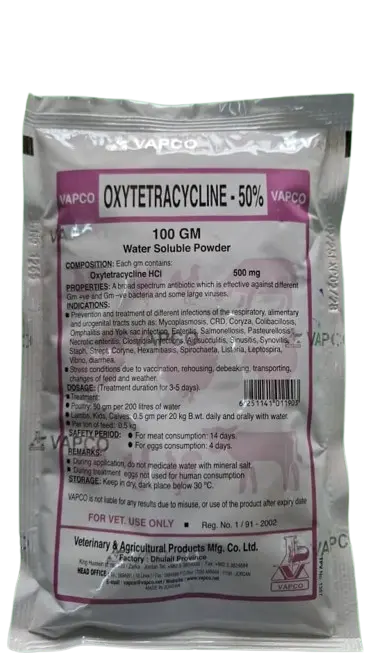 VAPCO
VAPCO OXYTETRACYCLINE - 50% VAPCO
100 GM
Water Soluble Powder
COMPOSITION: Each gm contains:
Oxytetracycline HCl 500 mg
PROPERTIES: A broad spectrum antibiotic which is effective against different
Gm +ve and Gm –ve bacteria and some large viruses.
INDICATIONS:
● Prevention and treatment of different infections of the respiratory, alimentary
and urogenital tracts such as: Mycoplasmosis, CRD, Coryza, Colibacillosis,
Omphalitis and Yolk sac infection, Enteritis, Salmonellosis, Pasteurellosis,
Necrotic enteritis, Clostridial infections, Airsacculitis, Sinusitis, Synovitis,
Staph, Strept, Coryne, Hexamitiasis, Spirochaetia, Listeria, Leptospira,
Vibrio, diarrhea.
● Stress conditions due to vaccination, rehousing, debeaking, transporting,
changes of feed and weather.
DOSAGE: (Treatment duration for 3-5 days)
● Treatment:
● Poultry: 50 gm per 200 litres of water
● Lambs, Kids, Calves: 0.5 gm per 20 kg B.wt. daily and orally with water.
● Per ton of feed: 0.5 kg
6 251141 011903
SAFETY PERIOD: ● For meat consumption: 14 days.
● For eggs consumption: 4 days.
VAPCO
REMARKS:
● During application, do not medicate water with mineral salt.
● During treatment eggs not used for human consumption
STORAGE: Keep in dry, dark place below 30 °C.
VAPCO is not liable for any results due to misuse, or use of the product after expiry date
FOR VET. USE ONLY ■ Reg. No. 1 / 91 - 2002
Veterinary & Agricultural Products Mfg. Co. Ltd.
Factory : Dhulail Province
HEAD OFFICE:
VAPCO